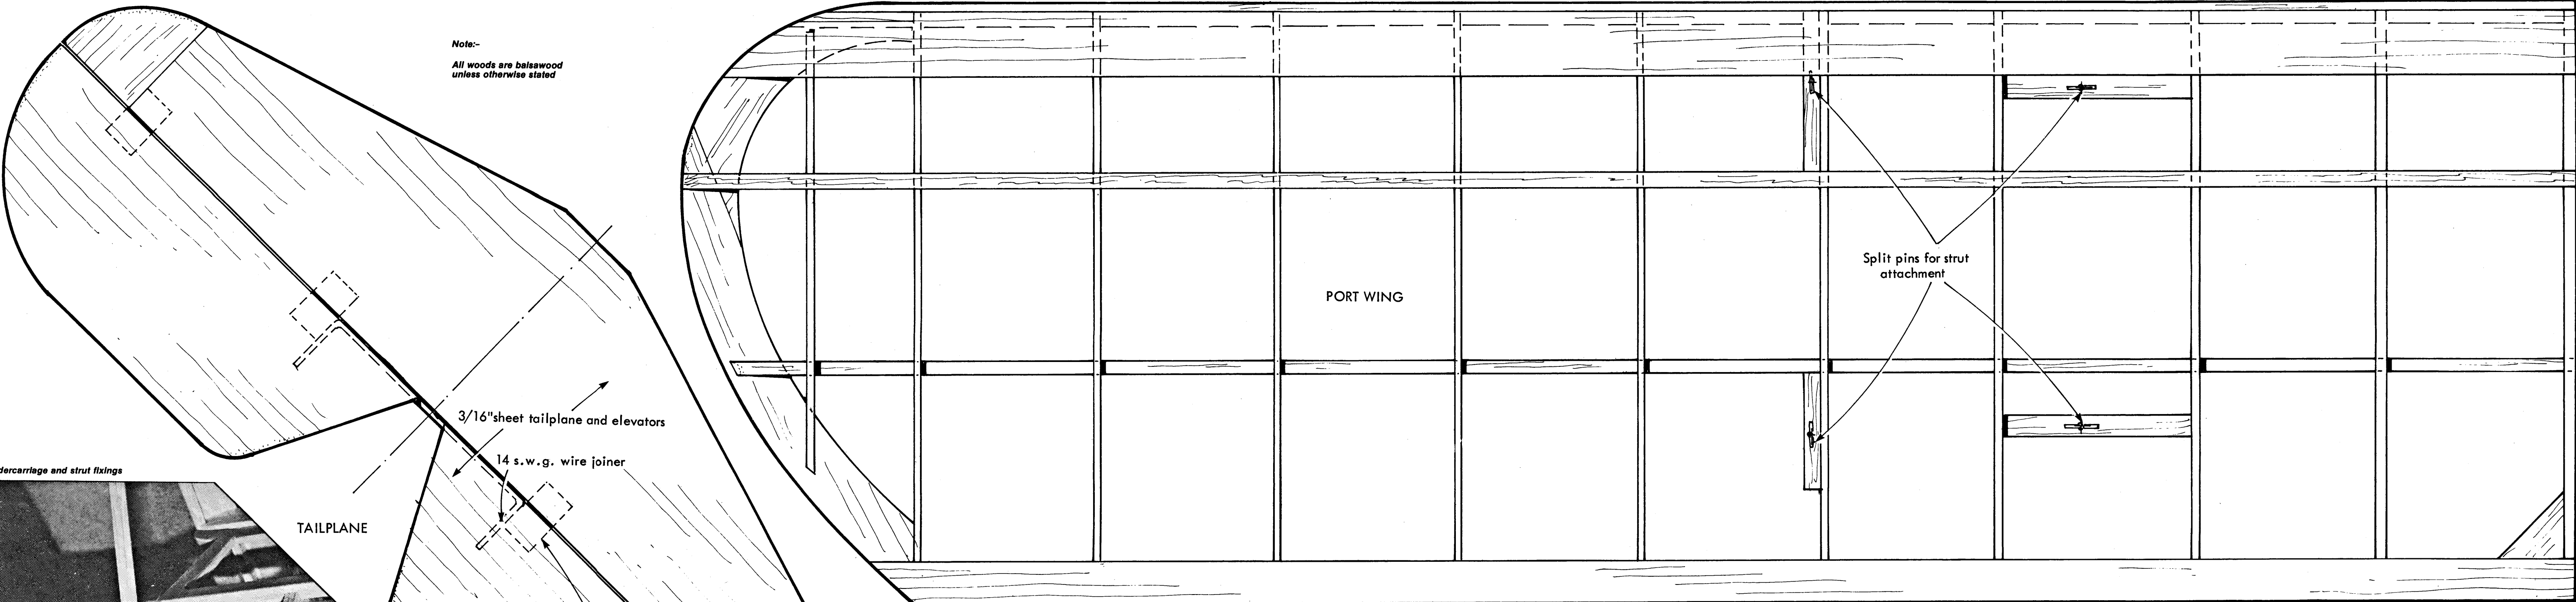 Note:-
All woods are balsawood
unless otherwise stated
Split pins for strut
attachment
PORT WING
3/16"sheet tailplane and elevators
14 s.w.g. wire joiner
and strut fixings
TAILPLANE